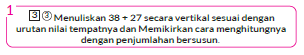 1
3 ③ Menuliskan 38 + 27 secara vertikal sesuai dengan
urutan nilai tempatnya dan Memikirkan cara menghitungnya
dengan penjumlahan bersusun.